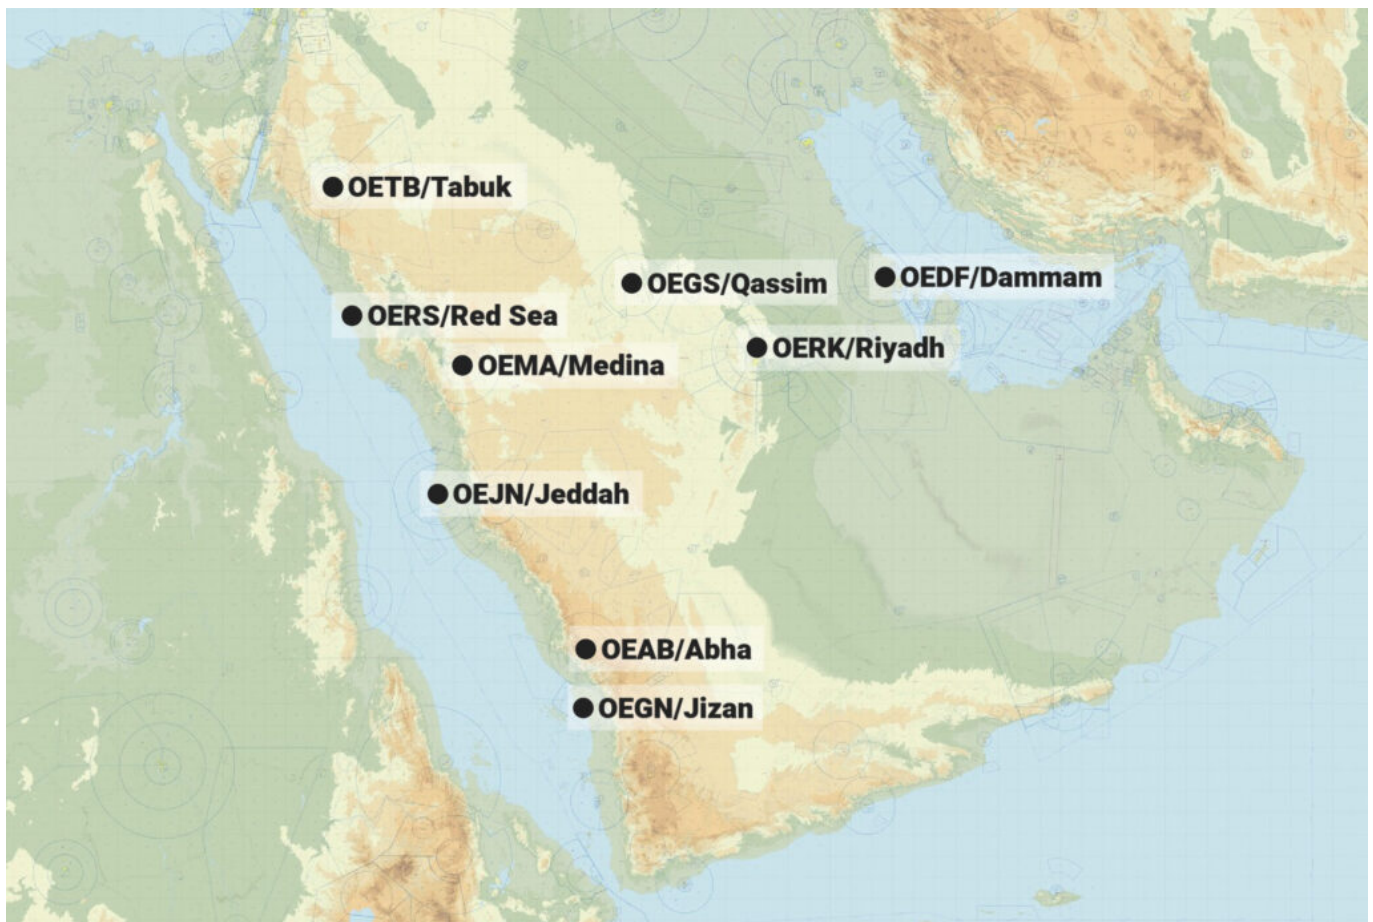 OETB/Tabuk
OEGS/Qassim
OEDF/Dammam
OERS/Red Sea
OERK/Riyadh
OEMA/Medina
OEJN/Jeddah
OEAB/Abha
OEGN/Jizan